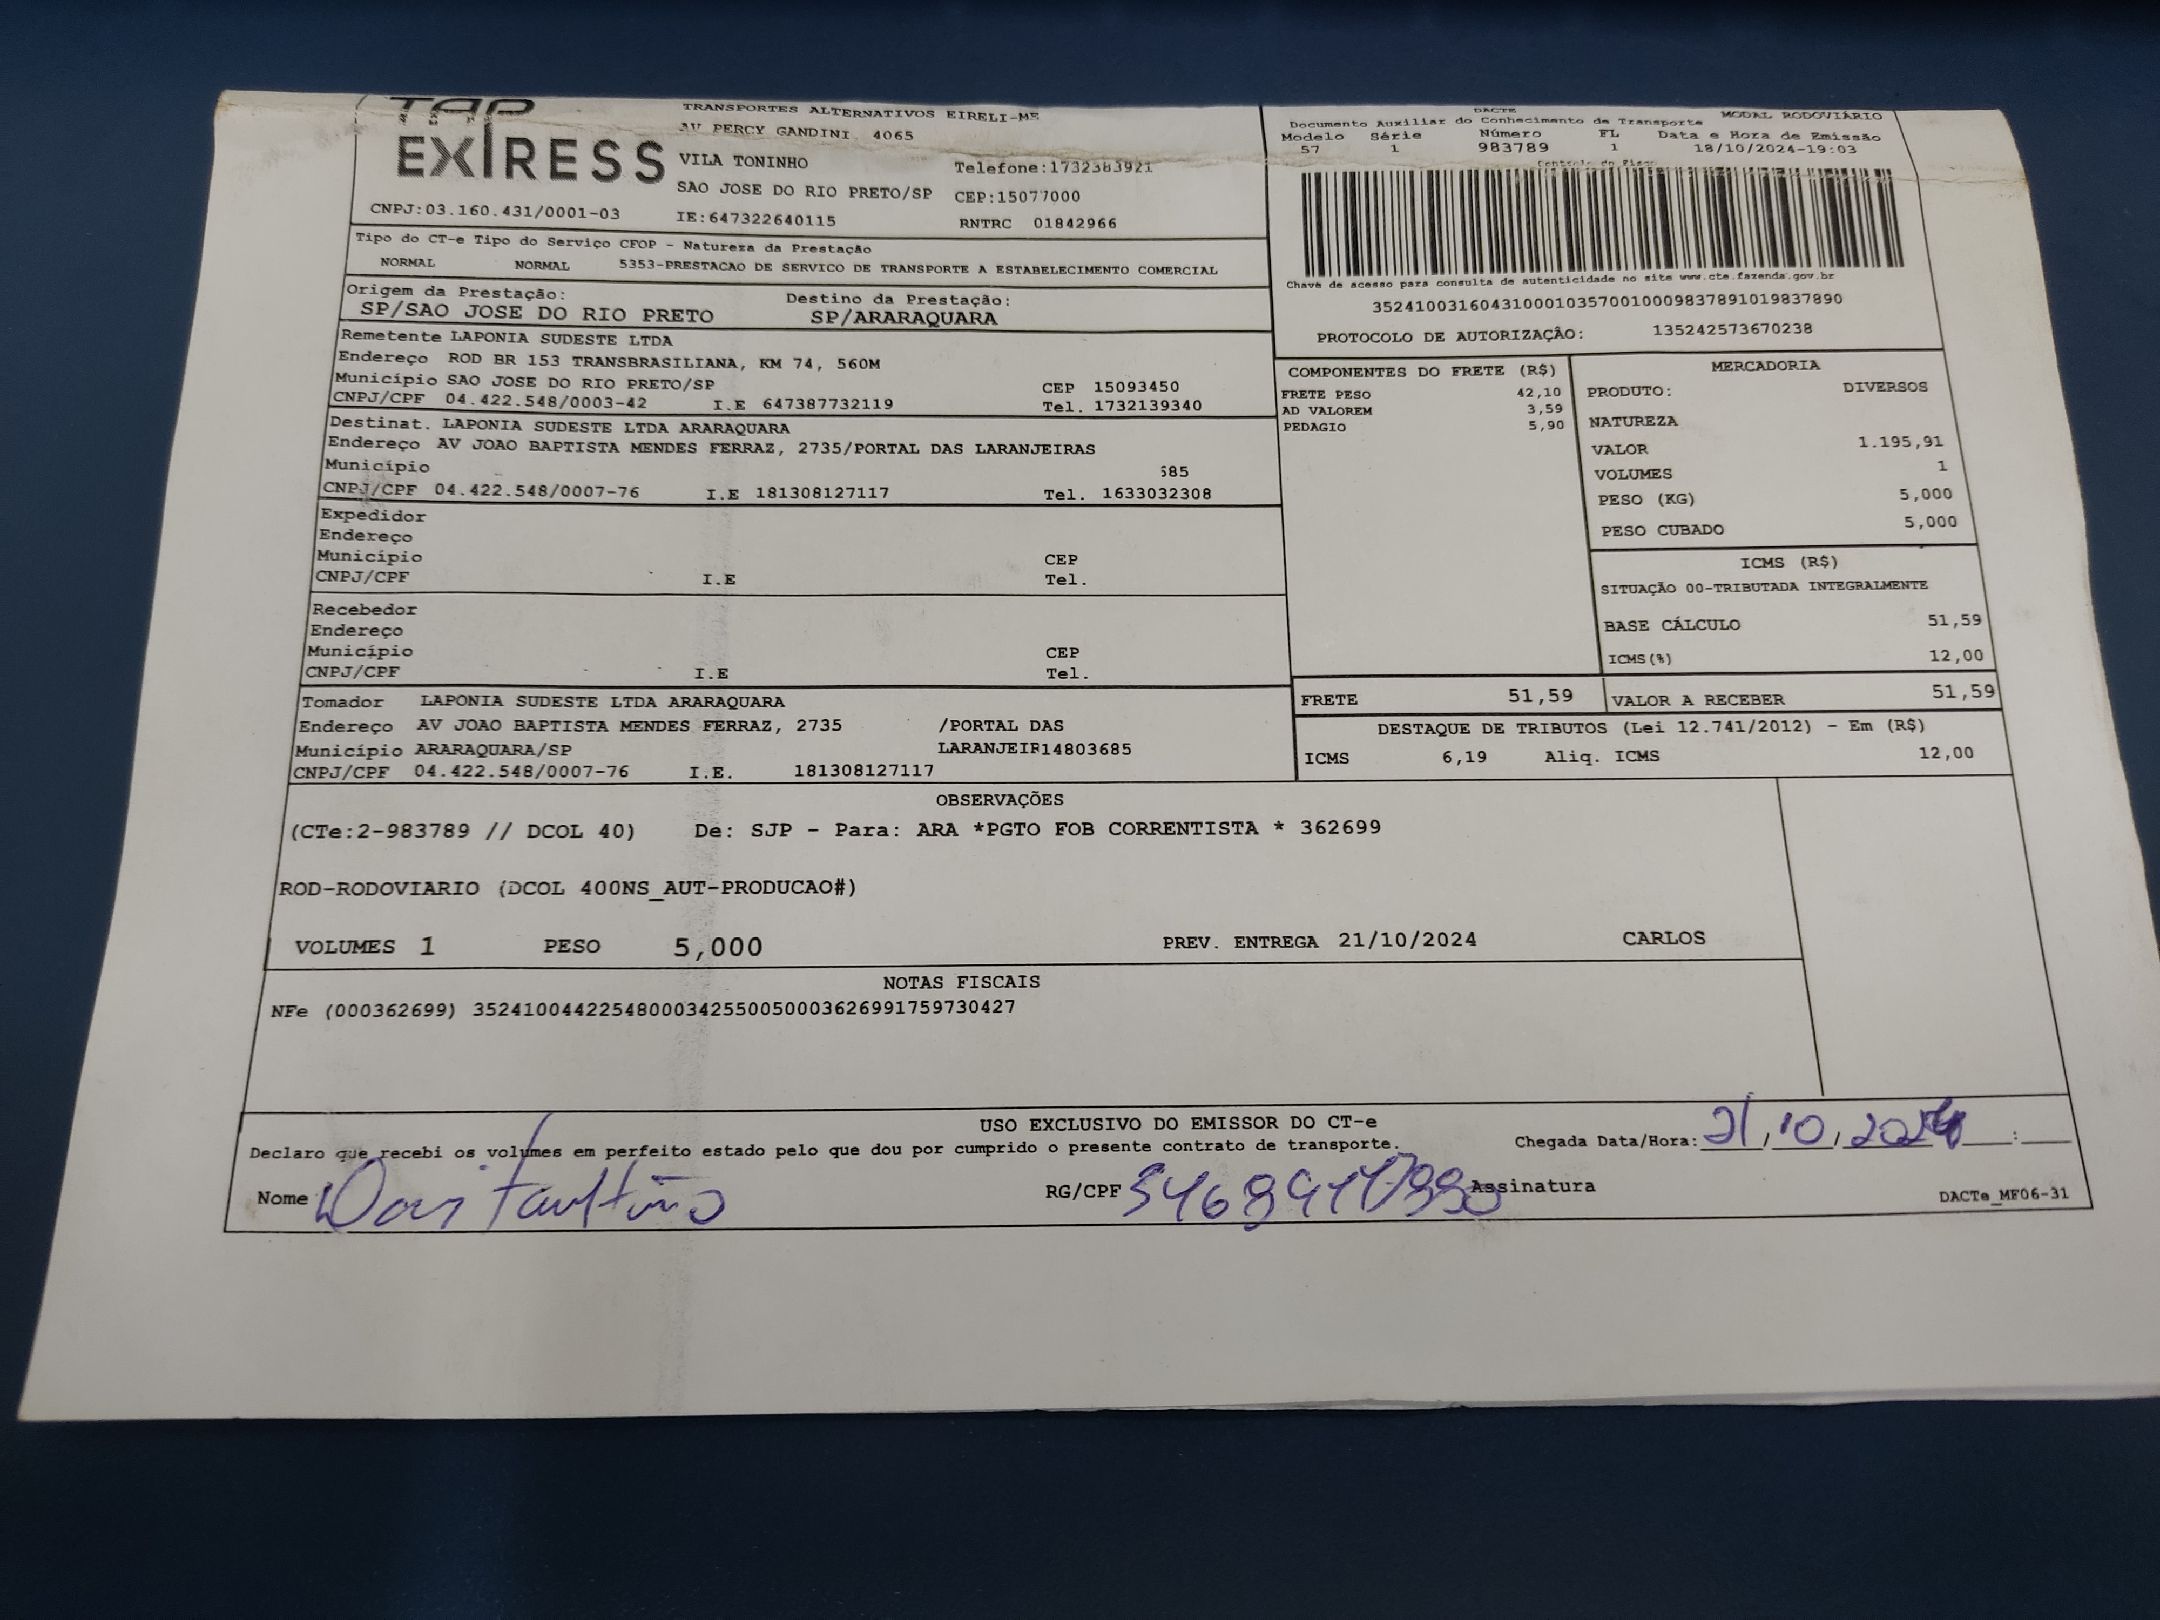 TAP
EXPRESS
TRANSPORTES ALTERNATIVOS EIRELI-ME
AV PERCY GANDINI, 4065
VILA TONINHO
Telefone:1732383921
SAO JOSE DO RIO PRETO/SP CEP:15077000
CNPJ:03.160.431/0001-03 IE:647322640115 RNTRC 01842966
DACTE MODAL RODOVIÁRIO
Documento Auxiliar do Conhecimento de Transporte
Modelo Série Número FL Data e Hora de Emissão
57 1 983789 1 18/10/2024-19:03
Controle do Fisco
Chave de acesso para consulta de autenticidade no site www.cte.fazenda.gov.br
35241003160431000103570010009837891019837890
PROTOCOLO DE AUTORIZAÇÃO: 135242573670238
Tipo do CT-e Tipo do Serviço CFOP - Natureza da Prestação
NORMAL NORMAL 5353-PRESTACAO DE SERVICO DE TRANSPORTE A ESTABELECIMENTO COMERCIAL
Origem da Prestação: Destino da Prestação:
SP/SAO JOSE DO RIO PRETO SP/ARARAQUARA
Remetente LAPONIA SUDESTE LTDA
Endereço ROD BR 153 TRANSBRASILIANA, KM 74, 560M
Município SAO JOSE DO RIO PRETO/SP CEP 15093450
CNPJ/CPF 04.422.548/0003-42 I.E 647387732119 Tel. 1732139340
Destinat. LAPONIA SUDESTE LTDA ARARAQUARA
Endereço AV JOAO BAPTISTA MENDES FERRAZ, 2735/PORTAL DAS LARANJEIRAS
Município 685
CNPJ/CPF 04.422.548/0007-76 I.E 181308127117 Tel. 1633032308
Expedidor
Endereço
Município CEP
CNPJ/CPF I.E Tel.
Recebedor
Endereço
Município CEP
CNPJ/CPF I.E Tel.
Tomador LAPONIA SUDESTE LTDA ARARAQUARA
Endereço AV JOAO BAPTISTA MENDES FERRAZ, 2735 /PORTAL DAS
Município ARARAQUARA/SP LARANJEIR14803685
CNPJ/CPF 04.422.548/0007-76 I.E. 181308127117
COMPONENTES DO FRETE (R$)
FRETE PESO 42,10
AD VALOREM 3,59
PEDAGIO 5,90
MERCADORIA
PRODUTO: DIVERSOS
NATUREZA
VALOR 1.195,91
VOLUMES 1
PESO (KG) 5,000
PESO CUBADO 5,000
ICMS (R$)
SITUAÇÃO 00-TRIBUTADA INTEGRALMENTE
BASE CÁLCULO 51,59
ICMS(%) 12,00
FRETE 51,59 VALOR A RECEBER 51,59
DESTAQUE DE TRIBUTOS (Lei 12.741/2012) - Em (R$)
ICMS 6,19 Aliq. ICMS 12,00
OBSERVAÇÕES
(CTe:2-983789 // DCOL 40) De: SJP - Para: ARA *PGTO FOB CORRENTISTA * 362699
ROD-RODOVIARIO (DCOL 400NS_AUT-PRODUCAO#)
VOLUMES 1 PESO 5,000 PREV. ENTREGA 21/10/2024 CARLOS
NOTAS FISCAIS
NFe (000362699) 35241004422548000342550050003626991759730427
USO EXCLUSIVO DO EMISSOR DO CT-e
Declaro que recebi os volumes em perfeito estado pelo que dou por cumprido o presente contrato de transporte. Chegada Data/Hora: 21/10/2024 __:__
Nome RG/CPF Assinatura
DACTe_MF06-31